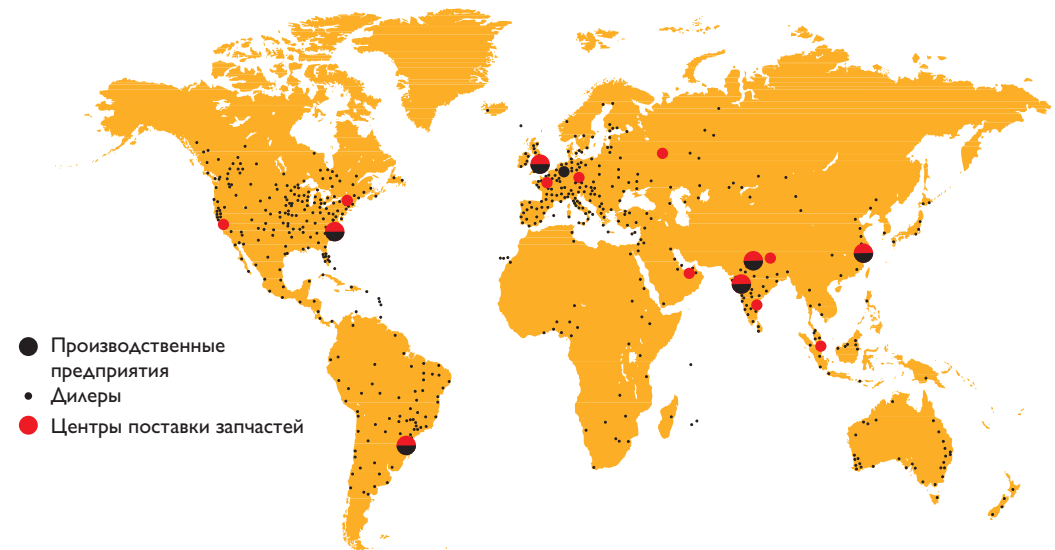 Производственные
предприятия
Дилеры
Центры поставки запчастей